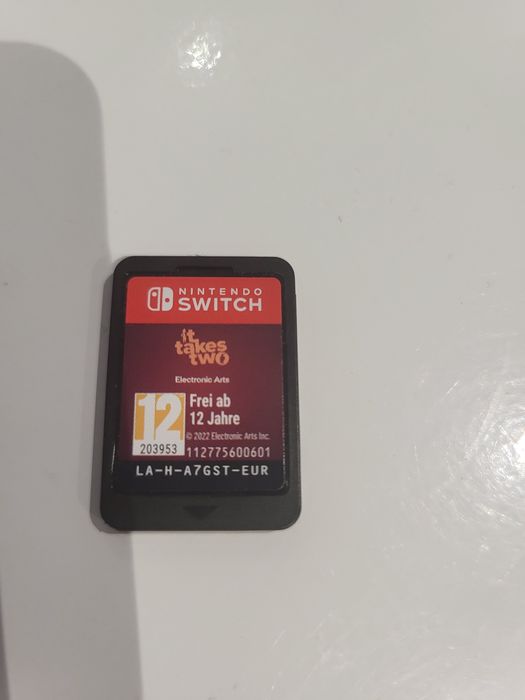 NINTENDO
SWITCH
it
takes
two
Electronic Arts
12
203953
Frei ab
12 Jahre
© 2022 Electronic Arts Inc.
112775600601
LA-H-A7GST-EUR